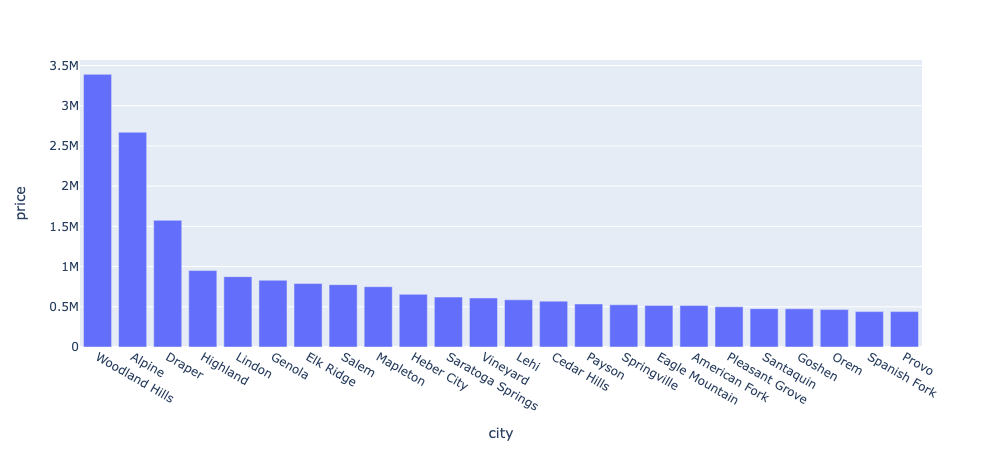 3.5M
3M
2.5M
2M
1.5M
1M
0.5M
0
price
Woodland Hills
Alpine
Draper
Highland
Lindon
Genola
Elk Ridge
Salem
Mapleton
Heber City
Saratoga Springs
Vineyard
Lehi
Cedar Hills
Payson
Springville
Eagle Mountain
American Fork
Pleasant Grove
Santaquin
Goshen
Orem
Spanish Fork
Provo
city